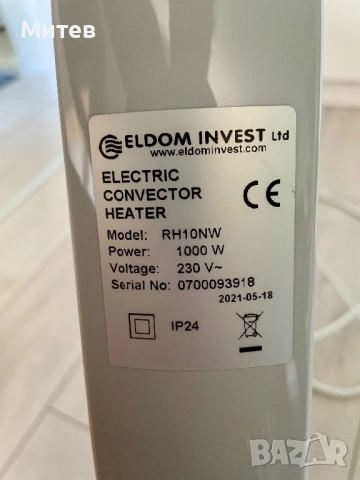 Митев
ELDOM INVEST Ltd
www.eldominvest.com
ELECTRIC
CONVECTOR
HEATER
CE
Model: RH10NW
Power: 1000 W
Voltage: 230 V~
Serial No: 0700093918
2021-05-18
IP24
BAZAR